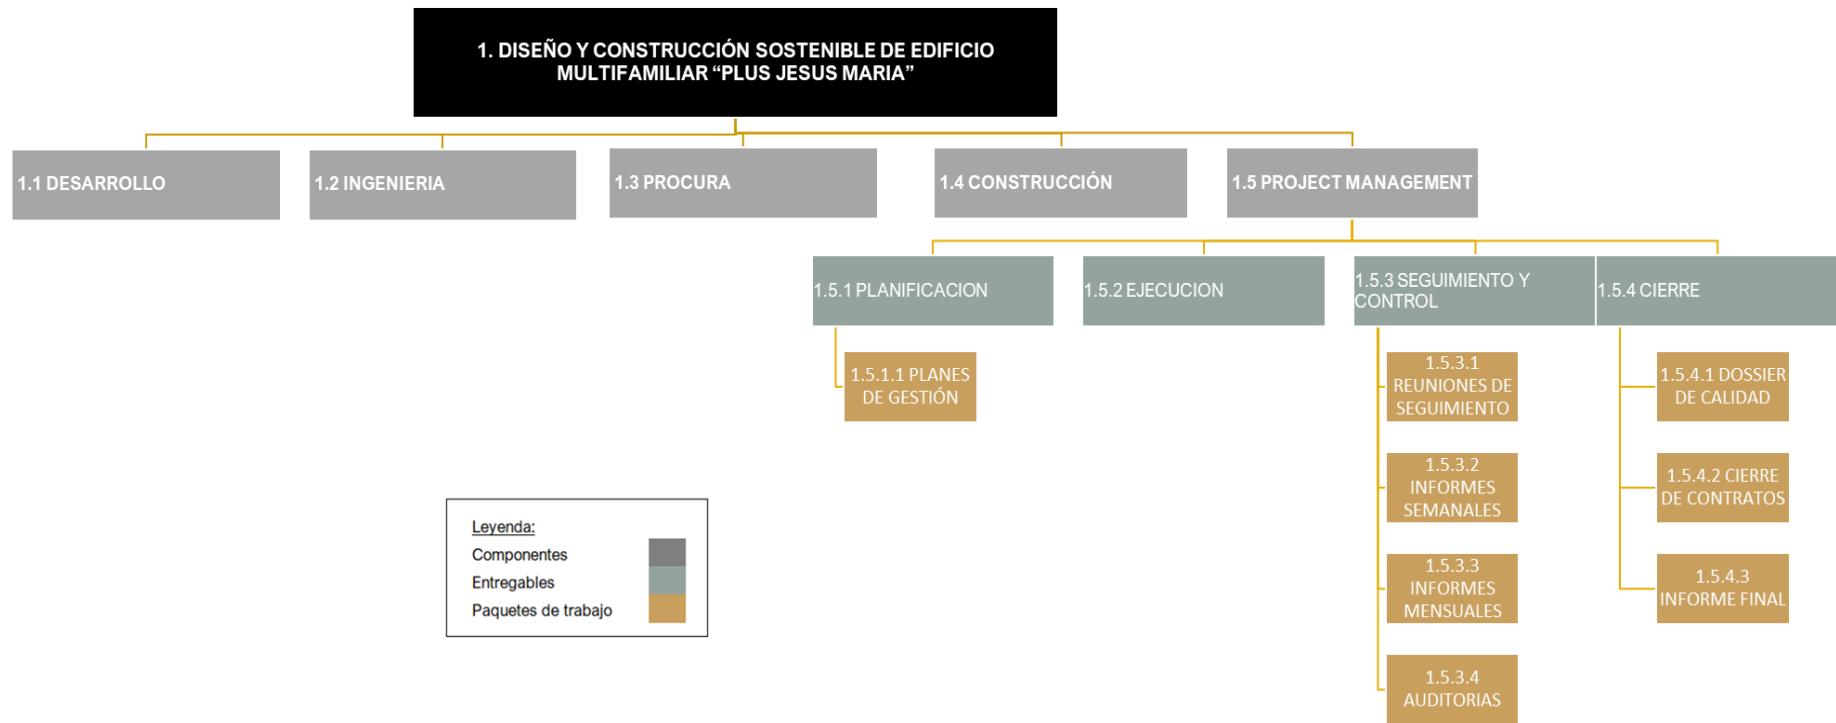 1. DISEÑO Y CONSTRUCCIÓN SOSTENIBLE DE EDIFICIO
MULTIFAMILIAR “PLUS JESUS MARIA”
1.1 DESARROLLO
1.2 INGENIERIA
1.3 PROCURA
1.4 CONSTRUCCIÓN
1.5 PROJECT MANAGEMENT
1.5.1 PLANIFICACION
1.5.2 EJECUCION
1.5.3 SEGUIMIENTO Y
CONTROL
1.5.4 CIERRE
1.5.1.1 PLANES
DE GESTIÓN
1.5.3.1
REUNIONES DE
SEGUIMIENTO
1.5.3.2
INFORMES
SEMANALES
1.5.3.3
INFORMES
MENSUALES
1.5.3.4
AUDITORIAS
1.5.4.1 DOSSIER
DE CALIDAD
1.5.4.2 CIERRE
DE CONTRATOS
1.5.4.3
INFORME FINAL
Leyenda:
Componentes
Entregables
Paquetes de trabajo